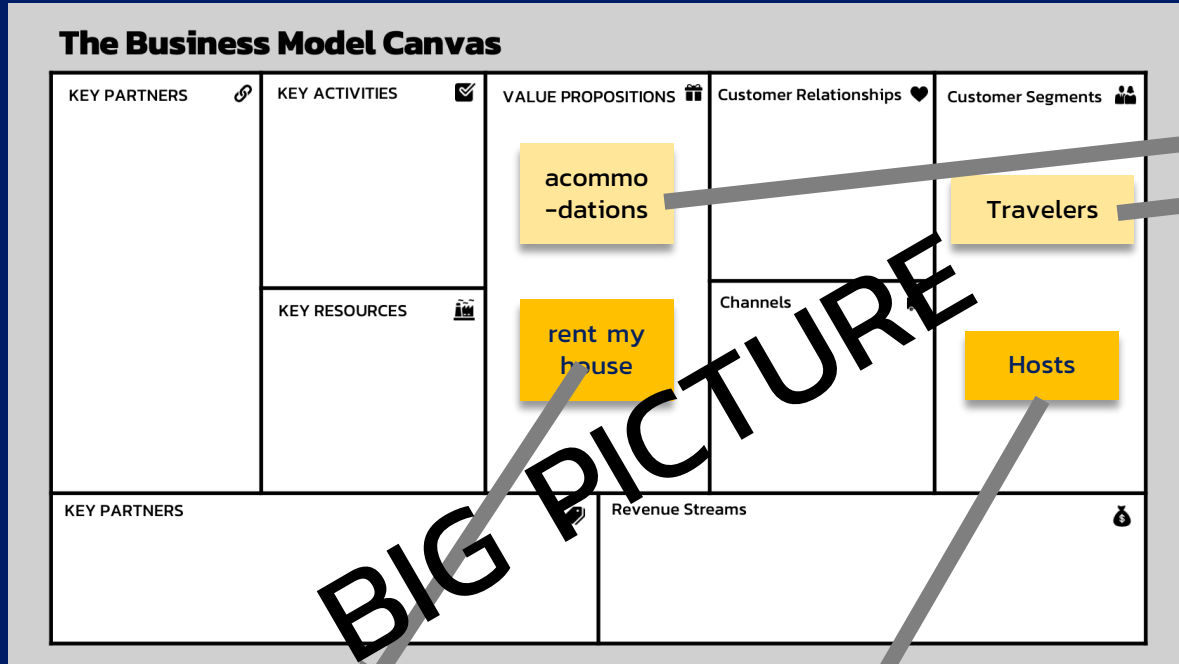 The Business Model Canvas
KEY PARTNERS
KEY ACTIVITIES
VALUE PROPOSITIONS
Customer Relationships
Customer Segments
acommo
-dations
Travelers
KEY RESOURCES
Channels
rent my
house
Hosts
BIG PICTURE
KEY PARTNERS
Revenue Streams
$